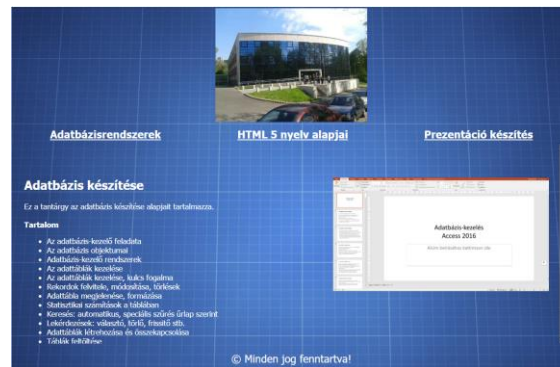 Adatbázisrendszerek
HTML 5 nyelv alapjai
Prezentáció készítés
Adatbázis készítése
Ez a tantárgy az adatbázis készítése alapjait tartalmazza.
Tartalom
Az adatbázis-kezelő feladata
Az adatbázis objektumai
Adatbázis-kezelő rendszerek
Az adattáblák kezelése
Az adattáblák kezelése, kulcs fogalma
Rekordok felvitele, módosítása, törlések
Adattábla megjelenése, formázása
Statisztikai számítások a táblában
Keresés: automatikus, speciális szűrés űrlap szerint
Lekérdezések: választó, törlő, frissítő stb.
Adattáblák létrehozása és összekapcsolása
Táblák feltöltése
Adatbázis-kezelés
Access 2016
© Minden jog fenntartva!